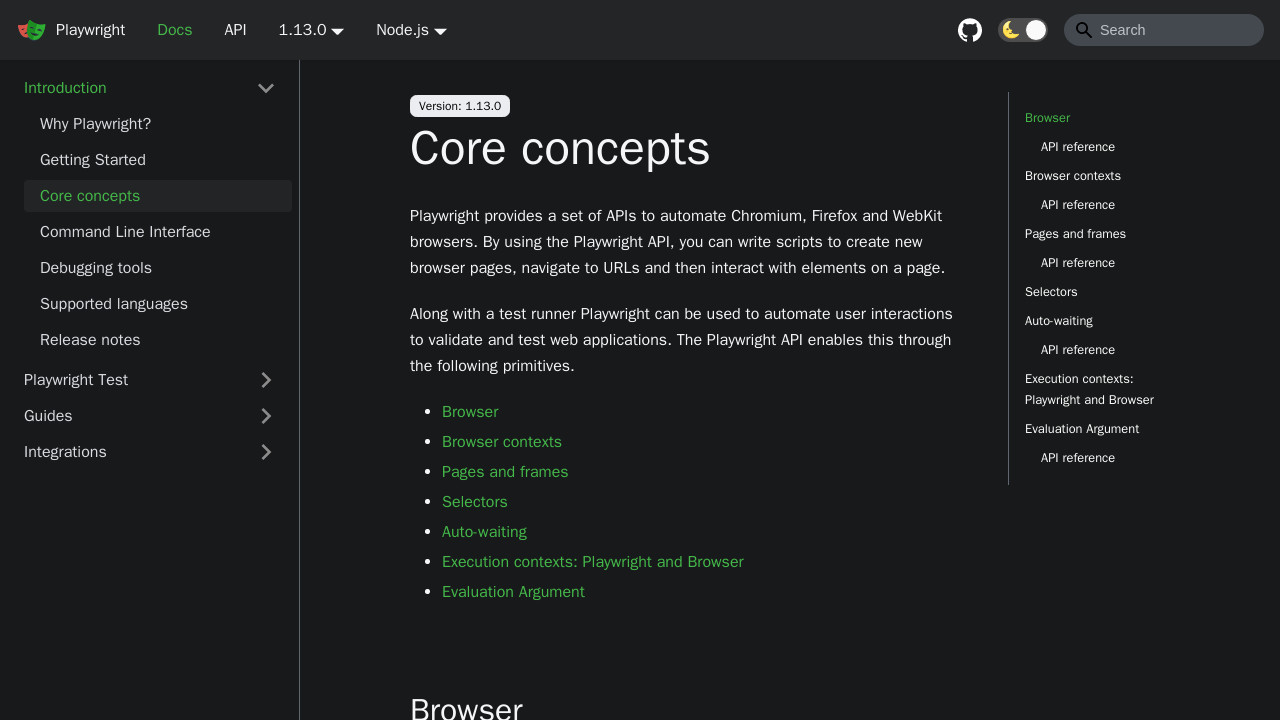 Playwright
Docs
API
1.13.0
Node.js
Search
Introduction
Why Playwright?
Getting Started
Core concepts
Command Line Interface
Debugging tools
Supported languages
Release notes
Playwright Test
Guides
Integrations
Version: 1.13.0
Core concepts
Playwright provides a set of APIs to automate Chromium, Firefox and WebKit
browsers. By using the Playwright API, you can write scripts to create new
browser pages, navigate to URLs and then interact with elements on a page.
Along with a test runner Playwright can be used to automate user interactions
to validate and test web applications. The Playwright API enables this through
the following primitives.
Browser
Browser contexts
Pages and frames
Selectors
Auto-waiting
Execution contexts: Playwright and Browser
Evaluation Argument
Browser
Browser
API reference
Browser contexts
API reference
Pages and frames
API reference
Selectors
Auto-waiting
API reference
Execution contexts:
Playwright and Browser
Evaluation Argument
API reference